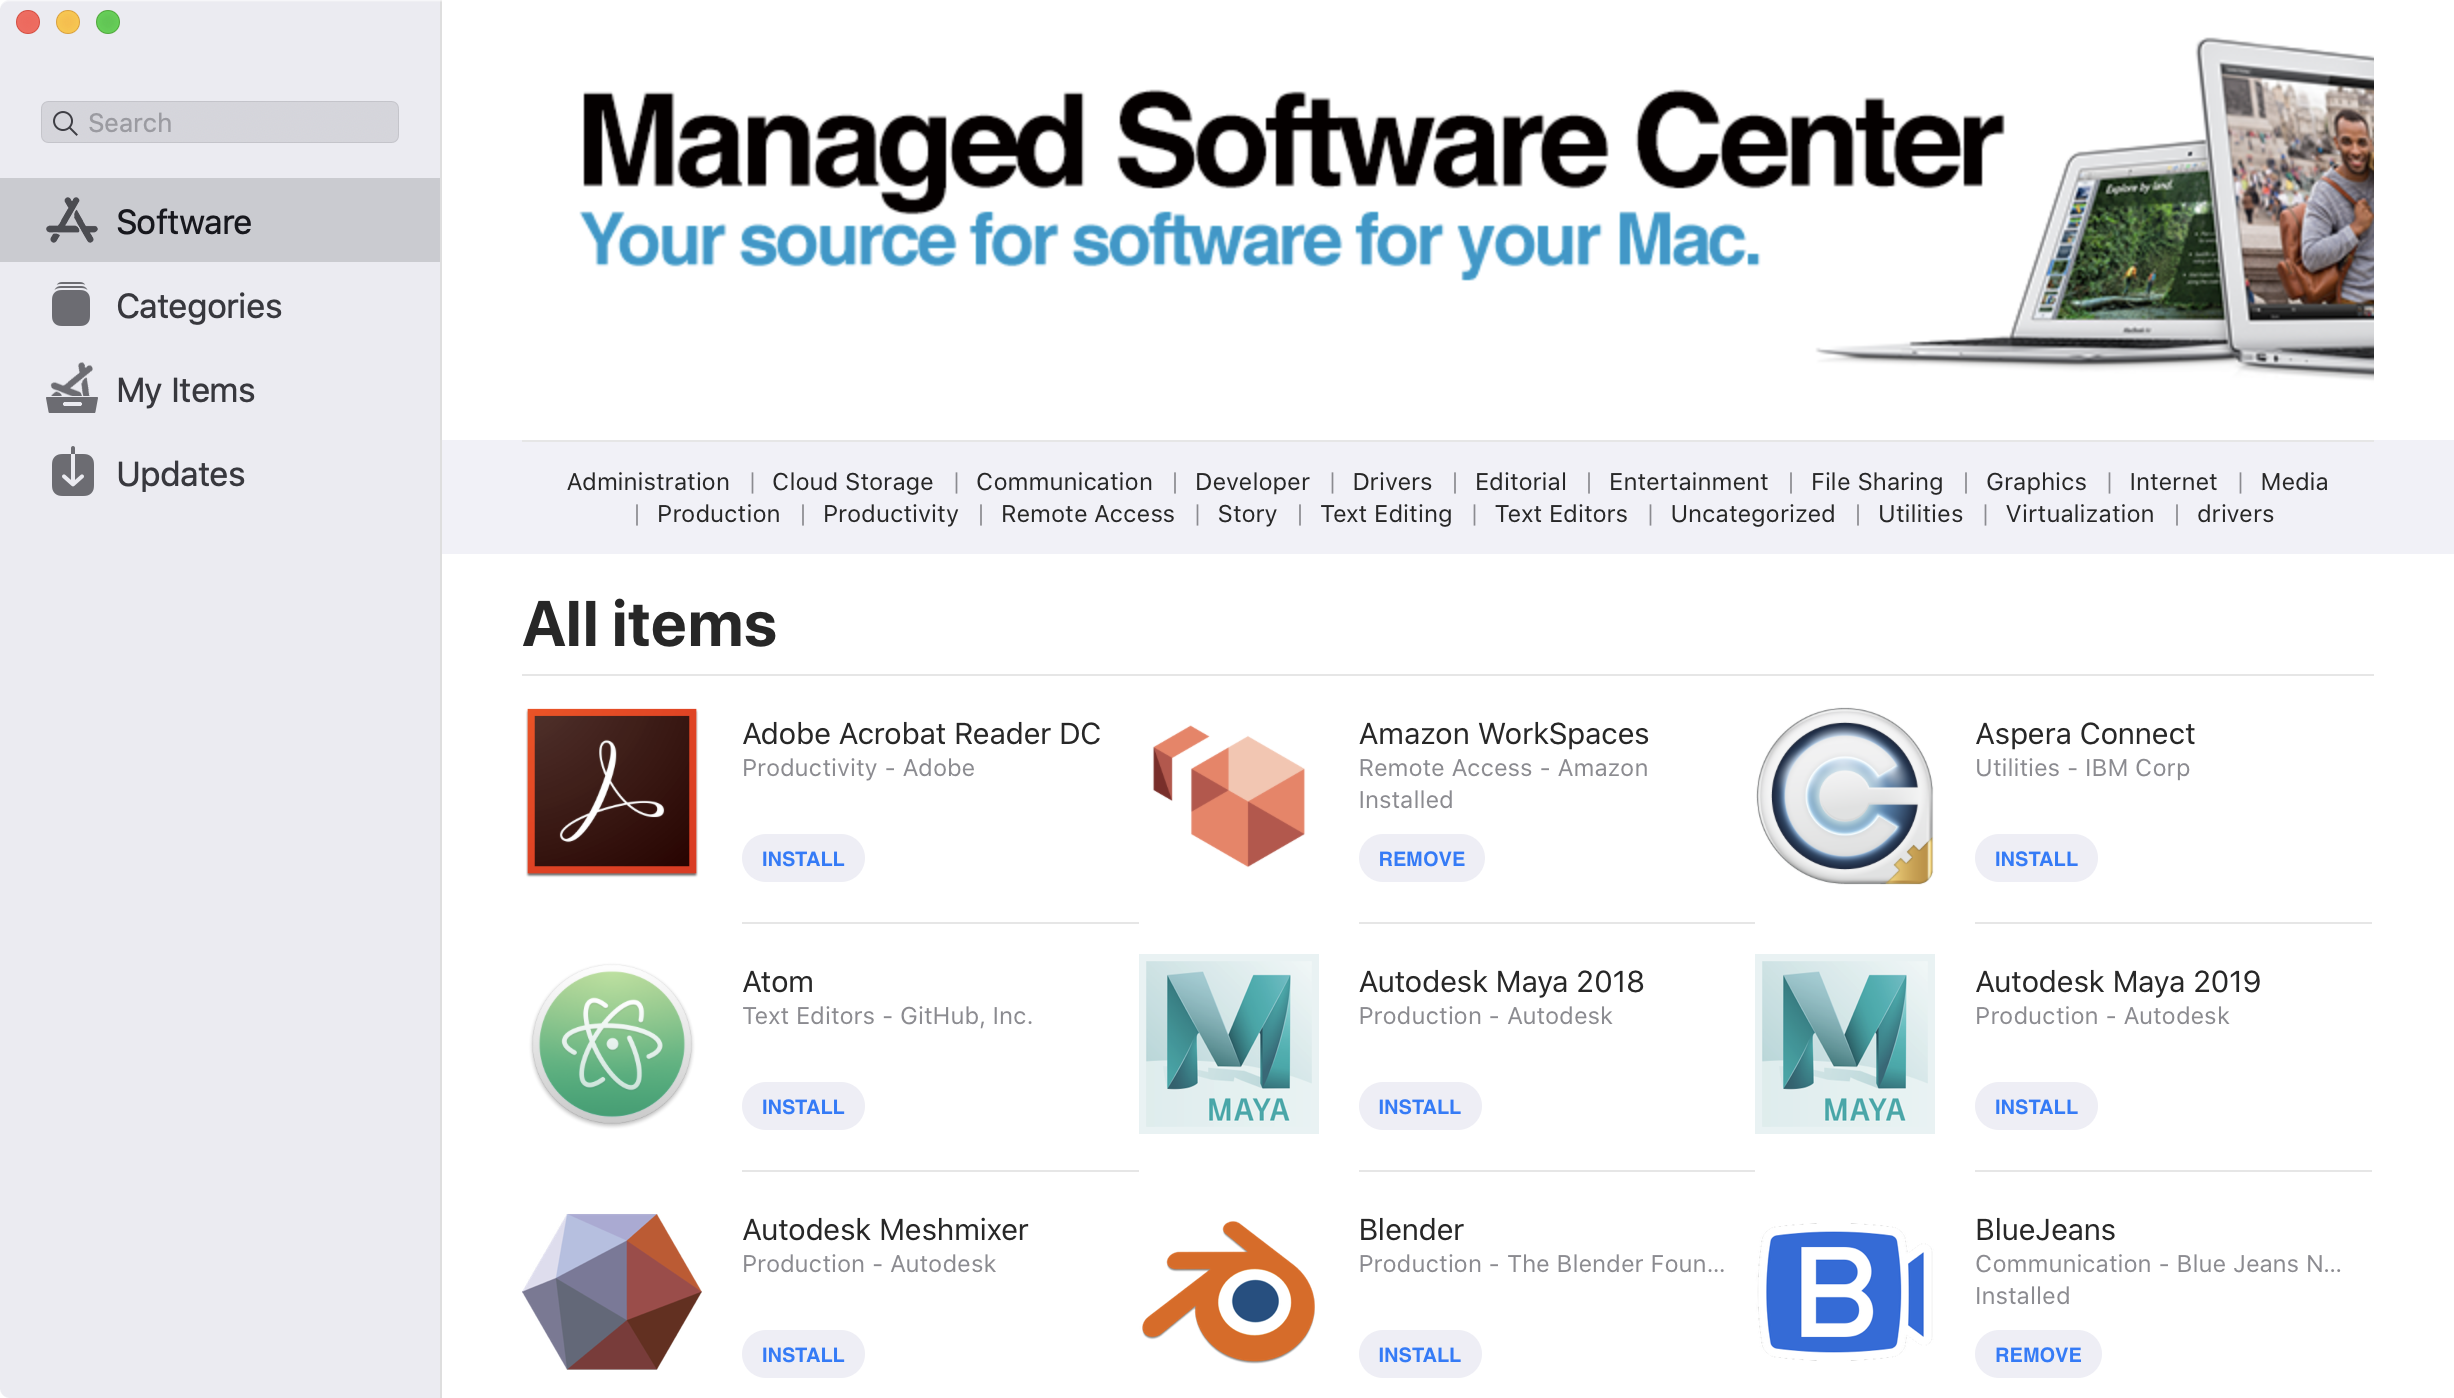 Search
Software
Categories
My Items
Updates
Managed Software Center
Your source for software for your Mac.
Explore by land.
Administration | Cloud Storage | Communication | Developer | Drivers | Editorial | Entertainment | File Sharing | Graphics | Internet | Media
| Production | Productivity | Remote Access | Story | Text Editing | Text Editors | Uncategorized | Utilities | Virtualization | drivers
All items
Adobe Acrobat Reader DC
Productivity - Adobe
INSTALL
Amazon WorkSpaces
Remote Access - Amazon
Installed
REMOVE
Aspera Connect
Utilities - IBM Corp
INSTALL
Atom
Text Editors - GitHub, Inc.
INSTALL
MAYA
Autodesk Maya 2018
Production - Autodesk
INSTALL
MAYA
Autodesk Maya 2019
Production - Autodesk
INSTALL
Autodesk Meshmixer
Production - Autodesk
INSTALL
Blender
Production - The Blender Foun...
INSTALL
B
BlueJeans
Communication - Blue Jeans N...
Installed
REMOVE